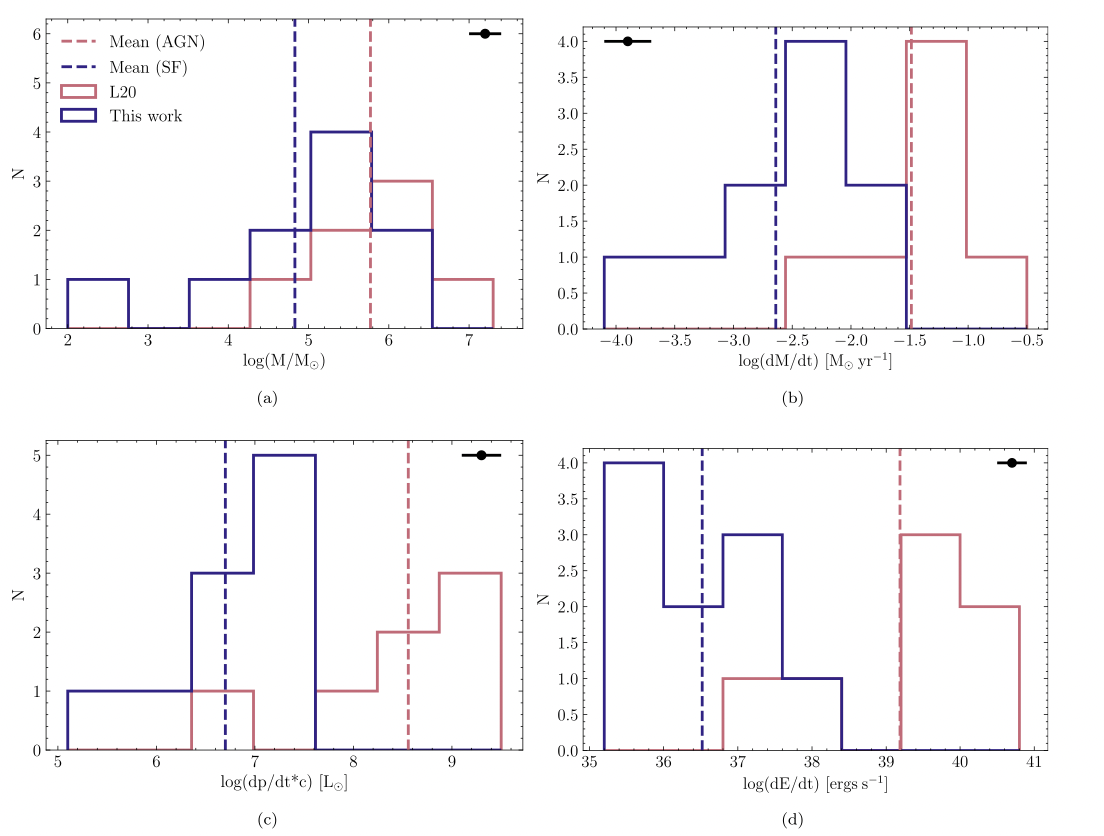 6
5
4
3
2
1
0
N
Mean (AGN)
Mean (SF)
L20
This work
2 3 4 5 6 7
log(M/M⊙)
(a)
4.0
3.5
3.0
2.5
2.0
1.5
1.0
0.5
0.0
N
−4.0 −3.5 −3.0 −2.5 −2.0 −1.5 −1.0 −0.5
log(dM/dt) [M⊙ yr⁻¹]
(b)
5
4
3
2
1
0
N
5 6 7 8 9
log(dp/dt*c) [L⊙]
(c)
4.0
3.5
3.0
2.5
2.0
1.5
1.0
0.5
0.0
N
35 36 37 38 39 40 41
log(dE/dt) [ergs s⁻¹]
(d)